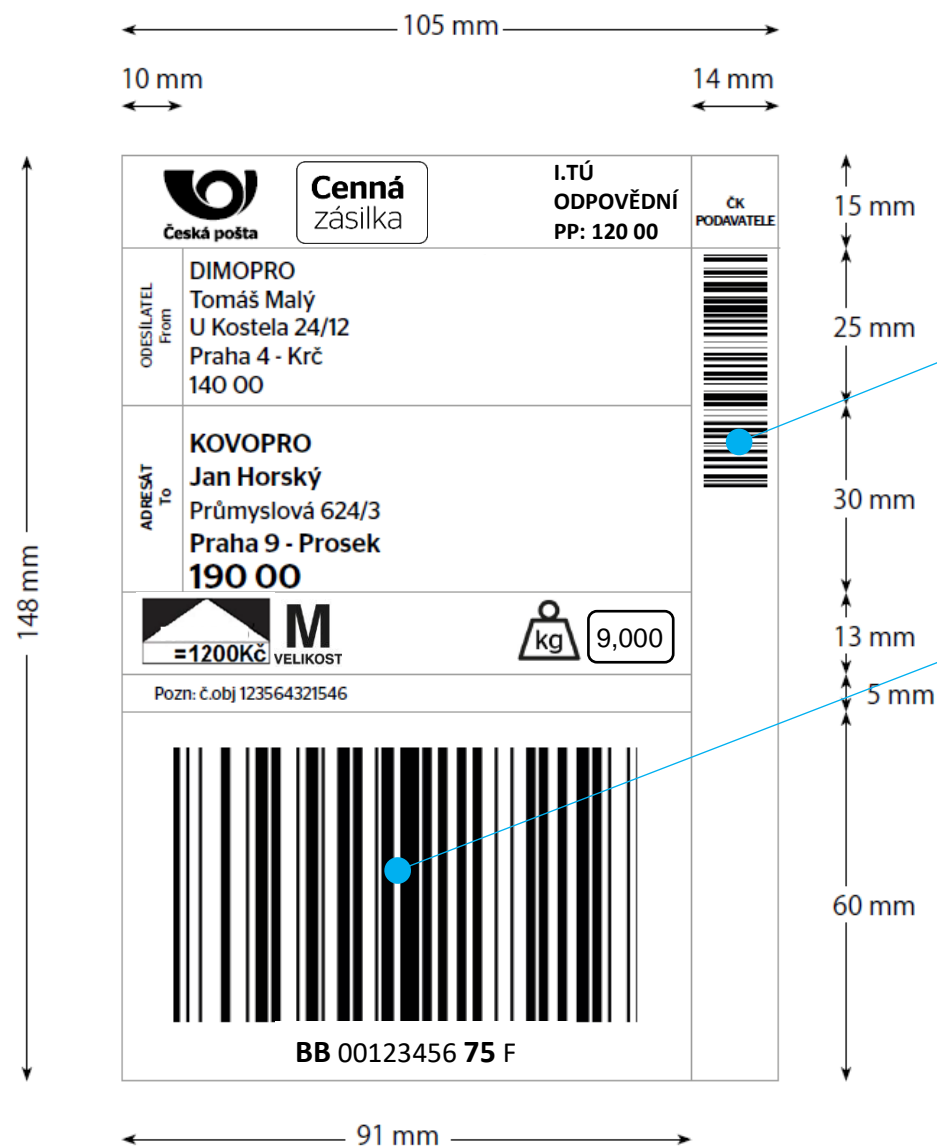 105 mm
10 mm
14 mm
Česká pošta
Cenná
zásilka
I.TÚ
ODPOVĚDNÍ
PP: 120 00
ČK
PODAVATELE
15 mm
ODESÍLATEL
From
DIMOPRO
Tomáš Malý
U Kostela 24/12
Praha 4 - Krč
140 00
25 mm
ADRESÁT
To
KOVOPRO
Jan Horský
Průmyslová 624/3
Praha 9 - Prosek
190 00
30 mm
148 mm
=1200Kč
M
VELIKOST
kg
9,000
13 mm
Pozn: č.obj 123564321546
5 mm
60 mm
BB 00123456 75 F
91 mm